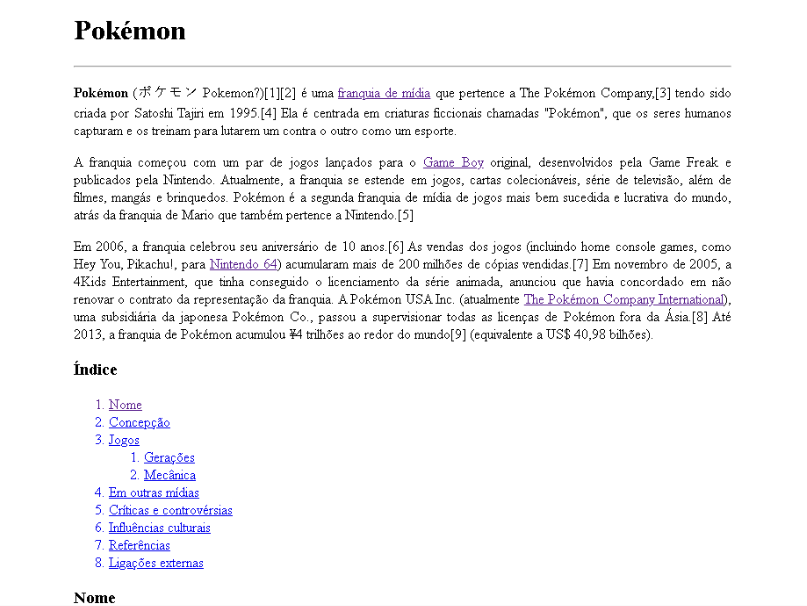 Pokémon
Pokémon (ポケモン Pokemon?)[1][2] é uma franquia de mídia que pertence a The Pokémon Company,[3] tendo sido
criada por Satoshi Tajiri em 1995.[4] Ela é centrada em criaturas ficcionais chamadas "Pokémon", que os seres humanos
capturam e os treinam para lutarem um contra o outro como um esporte.
A franquia começou com um par de jogos lançados para o Game Boy original, desenvolvidos pela Game Freak e
publicados pela Nintendo. Atualmente, a franquia se estende em jogos, cartas colecionáveis, série de televisão, além de
filmes, mangás e brinquedos. Pokémon é a segunda franquia de mídia de jogos mais bem sucedida e lucrativa do mundo,
atrás da franquia de Mario que também pertence a Nintendo.[5]
Em 2006, a franquia celebrou seu aniversário de 10 anos.[6] As vendas dos jogos (incluindo home console games, como
Hey You, Pikachu!, para Nintendo 64) acumularam mais de 200 milhões de cópias vendidas.[7] Em novembro de 2005, a
4Kids Entertainment, que tinha conseguido o licenciamento da série animada, anunciou que havia concordado em não
renovar o contrato da representação da franquia. A Pokémon USA Inc. (atualmente The Pokémon Company International),
uma subsidiária da japonesa Pokémon Co., passou a supervisionar todas as licenças de Pokémon fora da Ásia.[8] Até
2013, a franquia de Pokémon acumulou ¥4 trilhões ao redor do mundo[9] (equivalente a US$ 40,98 bilhões).
Índice
1. Nome
2. Concepção
3. Jogos
1. Gerações
2. Mecânica
4. Em outras mídias
5. Críticas e controvérsias
6. Influências culturais
7. Referências
8. Ligações externas
Nome